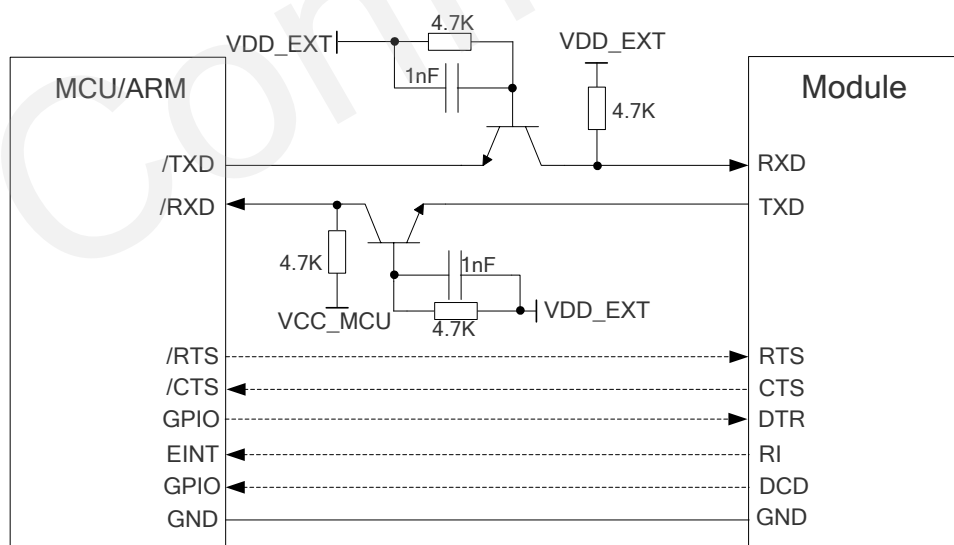 4.7K
VDD_EXT
VDD_EXT
1nF
MCU/ARM
Module
4.7K
/TXD
RXD
/RXD
TXD
4.7K
1nF
VCC_MCU
4.7K
VDD_EXT
/RTS
RTS
/CTS
CTS
GPIO
DTR
EINT
RI
GPIO
DCD
GND
GND